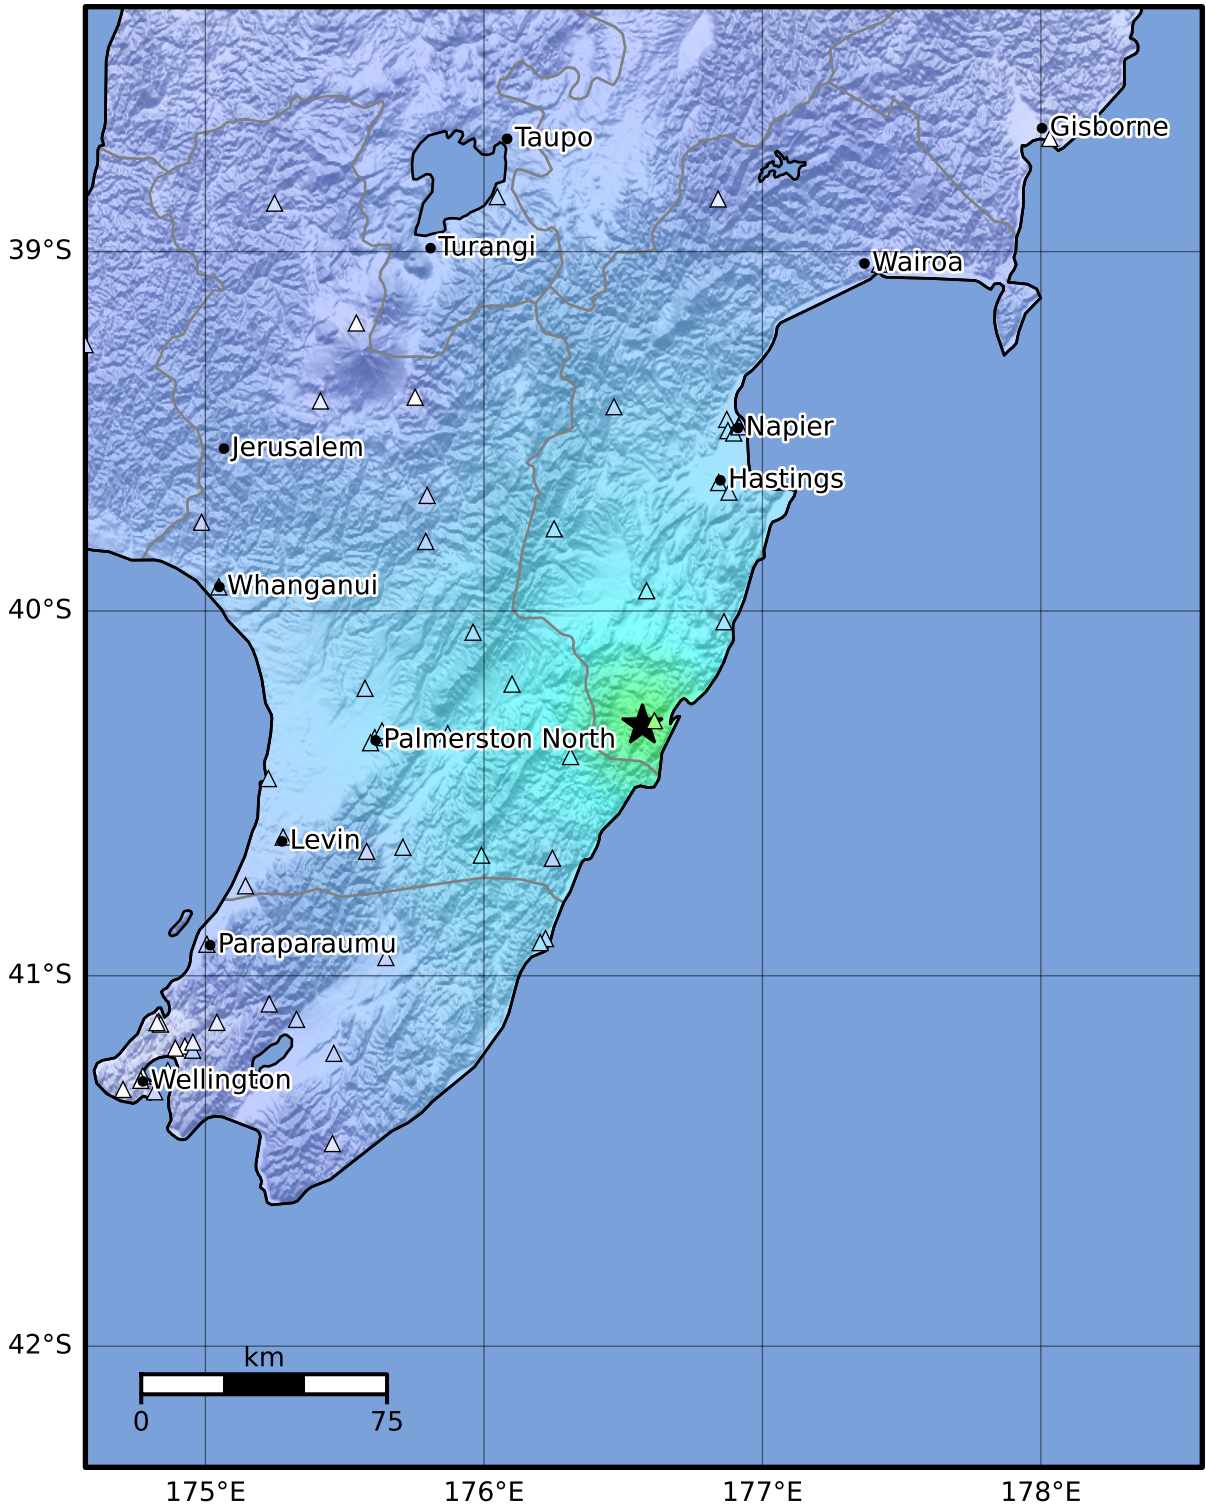 Gisborne
Taupo
Turangi
39°S
Wairoa
Napier
Jerusalem
Hastings
Whanganui
40°S
Palmerston North
Levin
Paraparaumu
41°S
Wellington
42°S
km
0 75
175°E 176°E 177°E 178°E